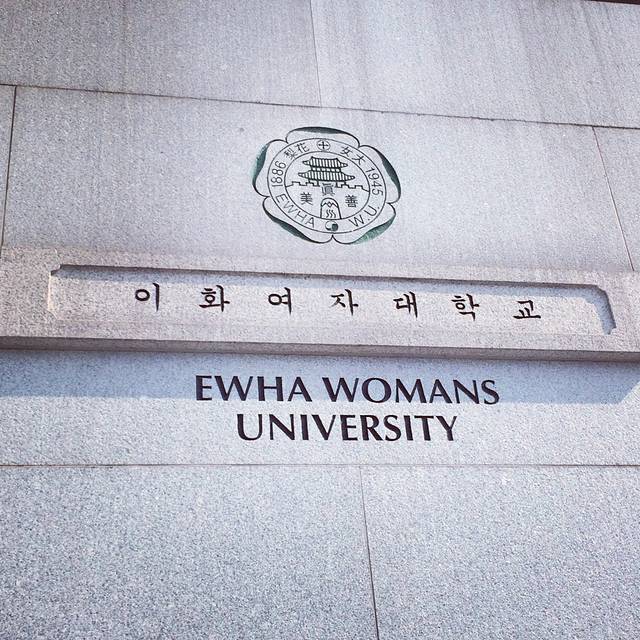 1886 梨花 女大 1945
眞
美 善
EWHA W.U.
이화여자대학교
EWHA WOMANS
UNIVERSITY